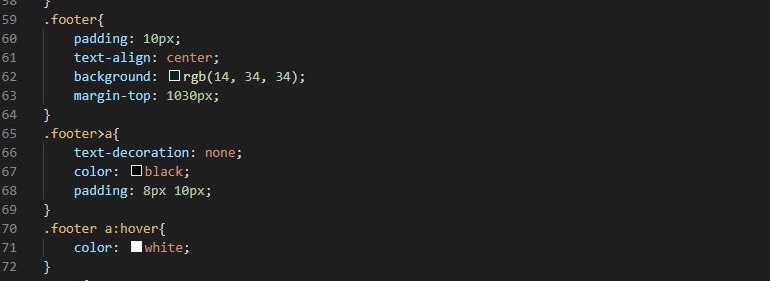 58 }
59 .footer{
60 padding: 10px;
61 text-align: center;
62 background: rgb(14, 34, 34);
63 margin-top: 1030px;
64 }
65 .footer>a{
66 text-decoration: none;
67 color: black;
68 padding: 8px 10px;
69 }
70 .footer a:hover{
71 color: white;
72 }